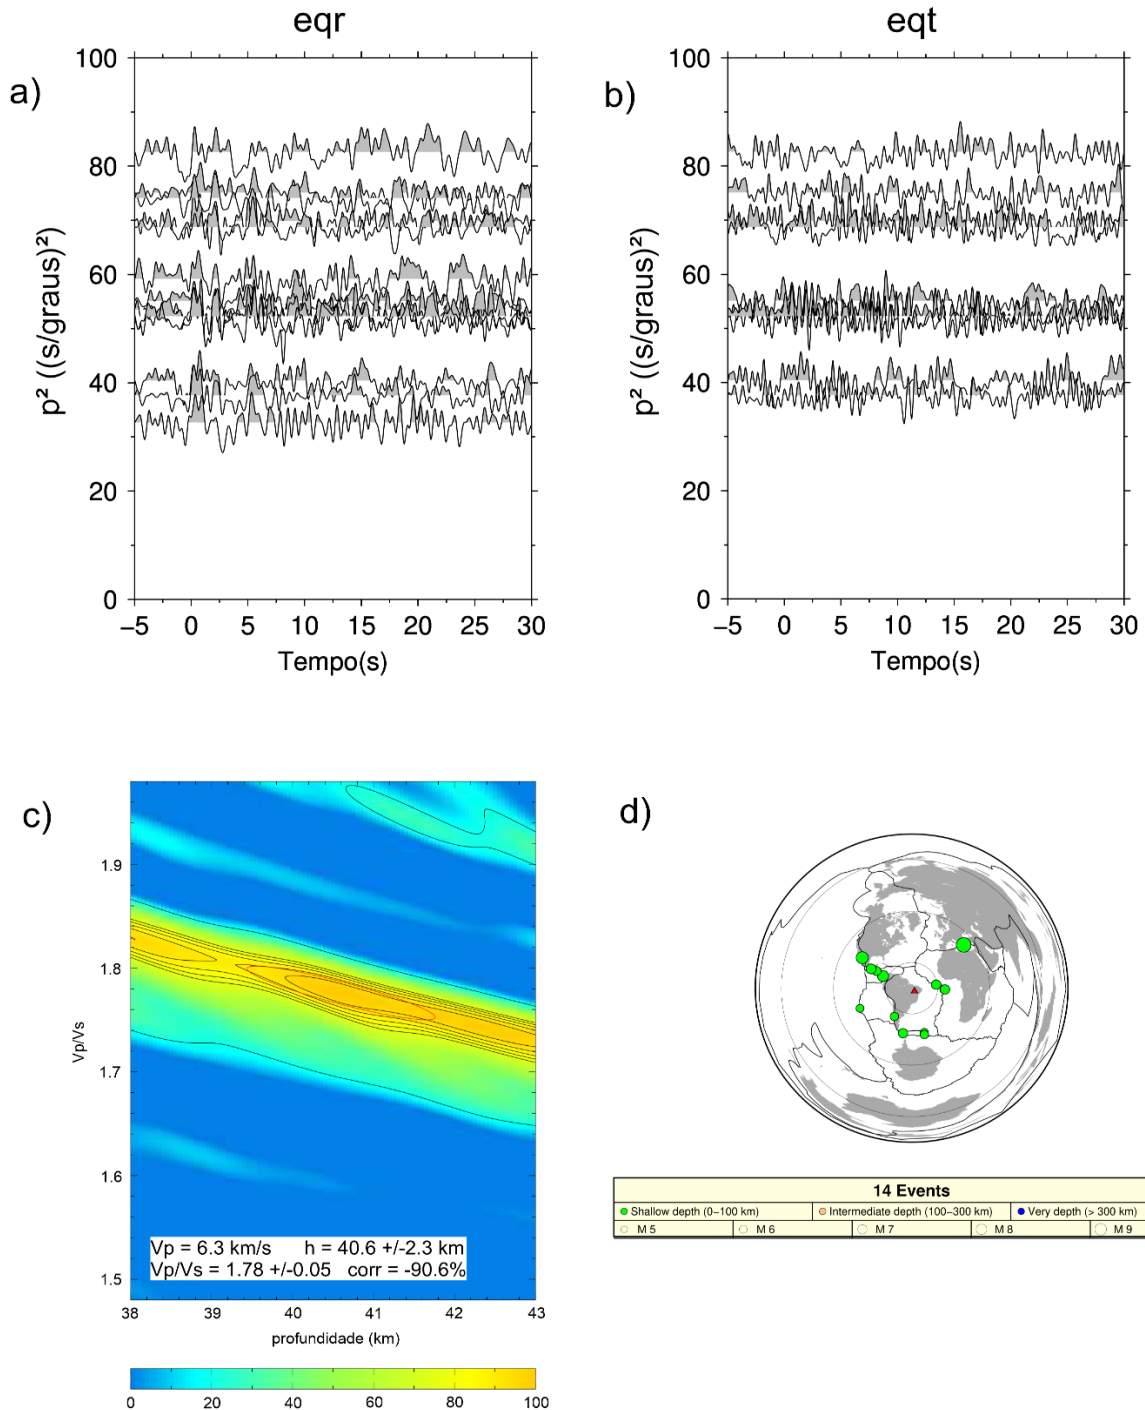 eqr
eqt
a)
b)
100
80
60
40
20
0
p² ((s/graus)²)
−5 0 5 10 15 20 25 30
Tempo(s)
100
80
60
40
20
0
p² ((s/graus)²)
−5 0 5 10 15 20 25 30
Tempo(s)
c)
d)
1.9
1.8
1.7
1.6
1.5
Vp/Vs
Vp = 6.3 km/s h = 40.6 +/-2.3 km
Vp/Vs = 1.78 +/-0.05 corr = -90.6%
38 39 40 41 42 43
profundidade (km)
0 20 40 60 80 100
14 Events
Shallow depth (0−100 km) Intermediate depth (100−300 km) Very depth (> 300 km)
M 5 M 6 M 7 M 8 M 9